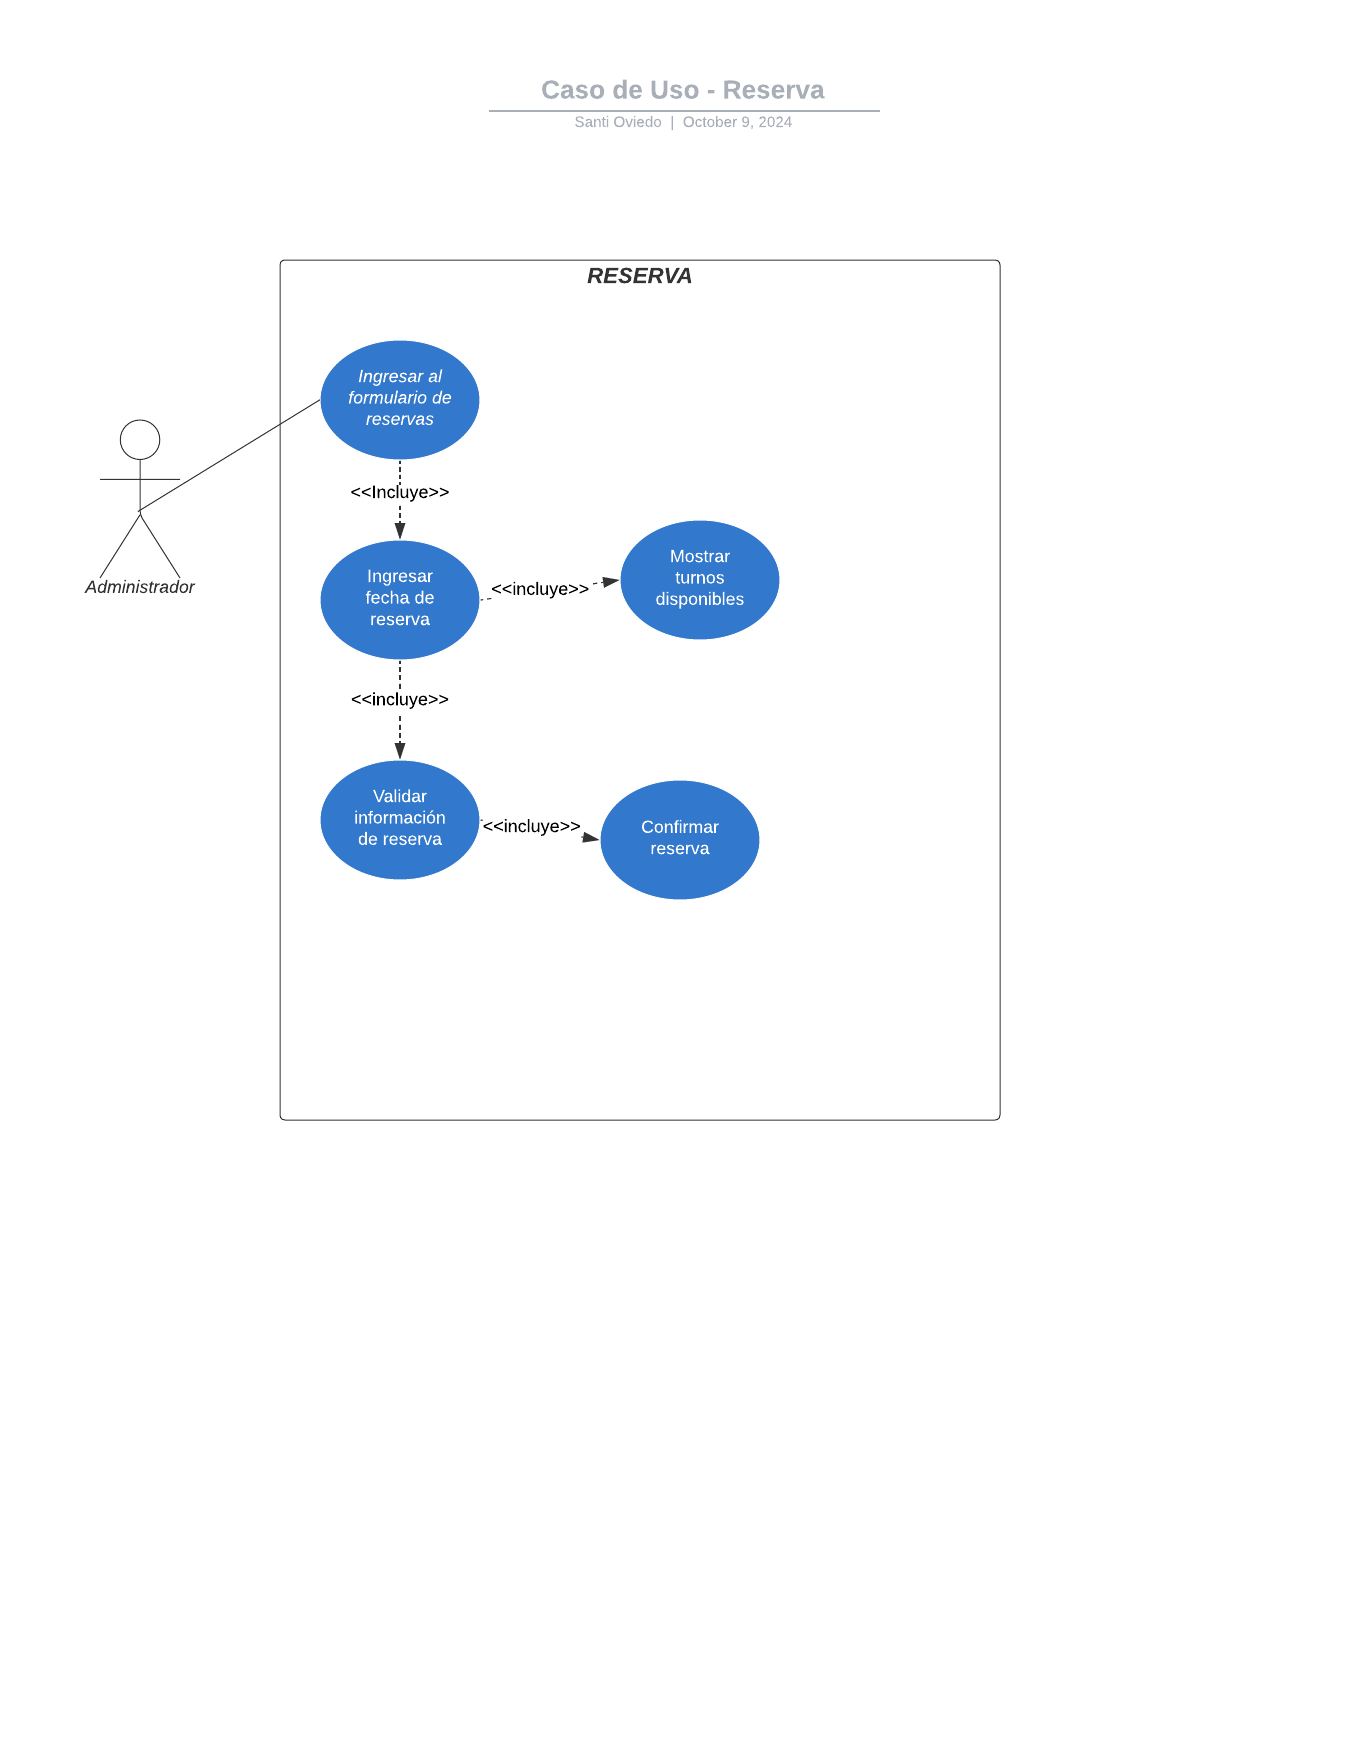 Caso de Uso - Reserva
Santi Oviedo | October 9, 2024
RESERVA
Ingresar al
formulario de
reservas
<<Incluye>>
Administrador
Ingresar
fecha de
reserva
<<incluye>>
Mostrar
turnos
disponibles
<<incluye>>
Validar
información
de reserva
<<incluye>>
Confirmar
reserva